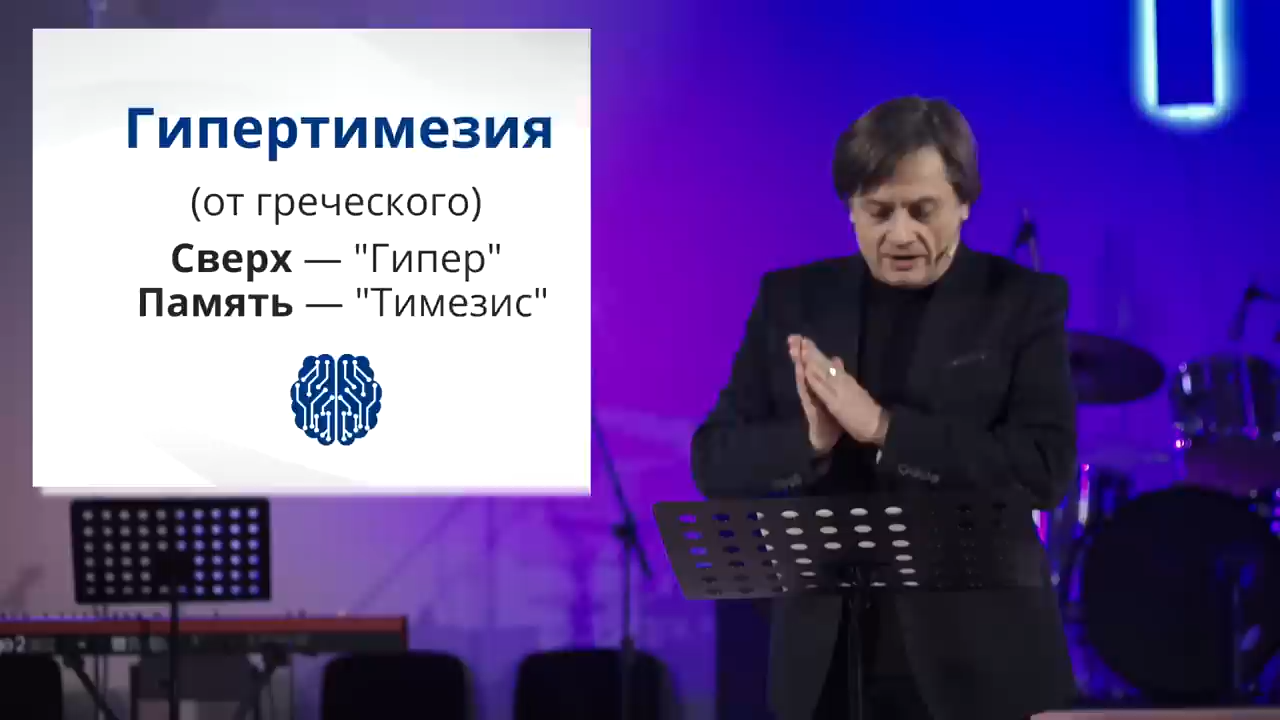 Гипертимезия
(от греческого)
Сверх — "Гипер"
Память — "Тимезис"